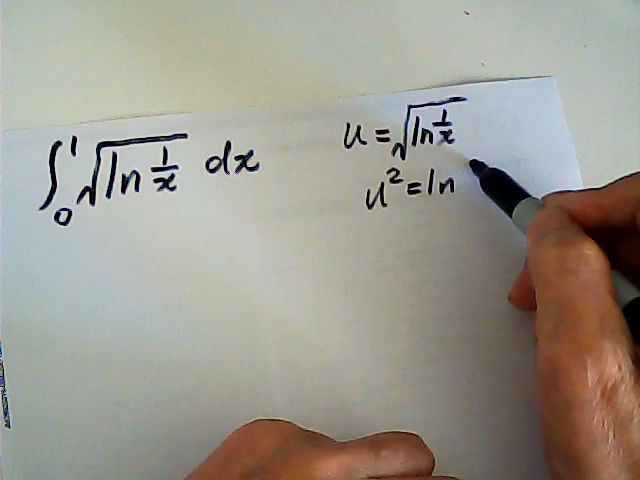 ∫₀¹ √(ln 1/x) dx
u = √(ln 1/x)
u² = ln